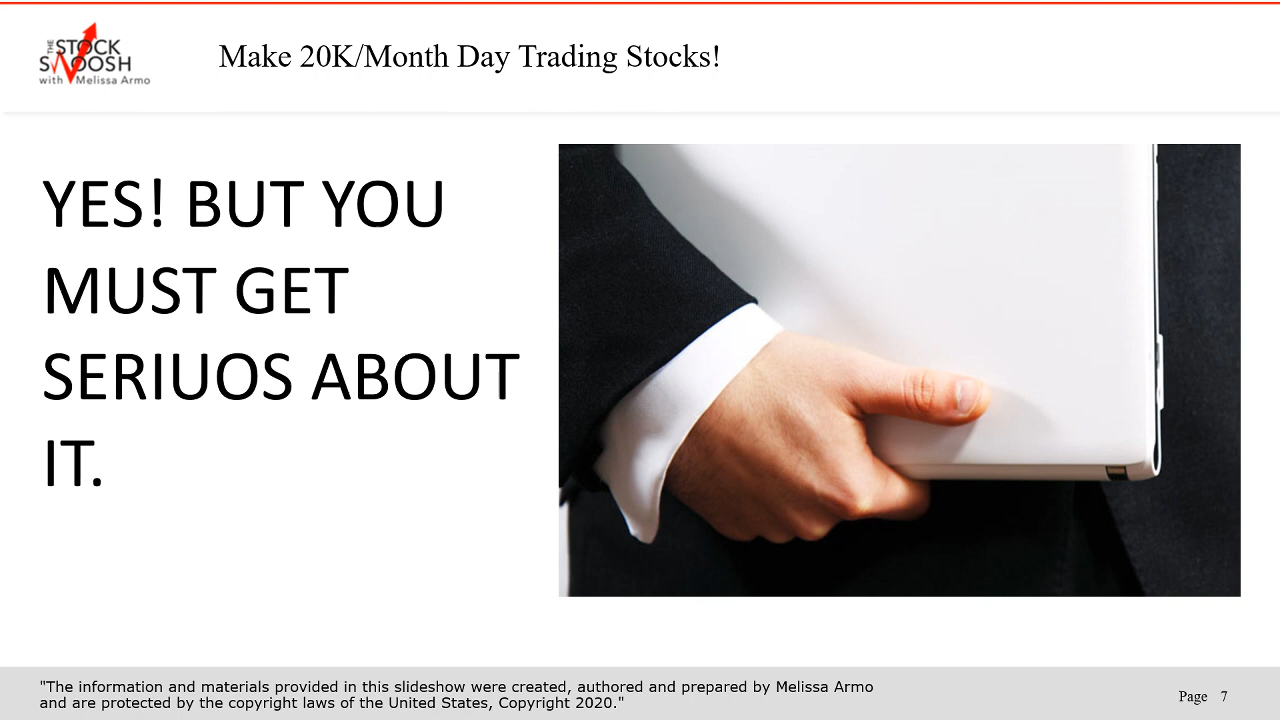 THE STOCK
SWOOSH
with Melissa Armo
Make 20K/Month Day Trading Stocks!
YES! BUT YOU
MUST GET
SERIUOS ABOUT
IT.
"The information and materials provided in this slideshow were created, authored and prepared by Melissa Armo
and are protected by the copyright laws of the United States, Copyright 2020."
Page 7